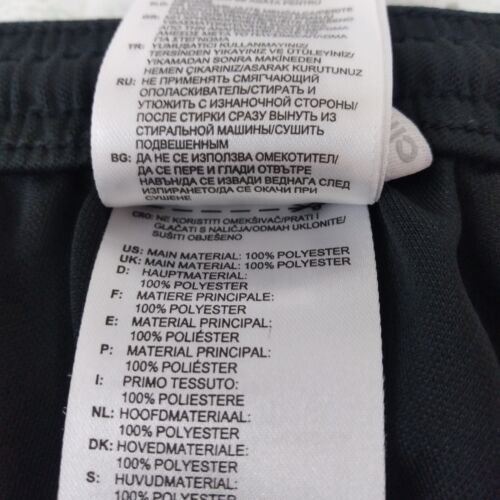 TR: YUMUŞATICI KULLANMAYINIZ/
TERSİNDEN YIKAYINIZ VE ÜTÜLEYİNİZ/
YIKAMADAN SONRA MAKİNEDEN
HEMEN ÇIKARINIZ/ASARAK KURUTUNUZ
RU: НЕ ПРИМЕНЯТЬ СМЯГЧАЮЩИЙ
ОПОЛАСКИВАТЕЛЬ/СТИРАТЬ И
УТЮЖИТЬ С ИЗНАНОЧНОЙ СТОРОНЫ/
ПОСЛЕ СТИРКИ СРАЗУ ВЫНУТЬ ИЗ
СТИРАЛЬНОЙ МАШИНЫ/СУШИТЬ
ПОДВЕШЕННЫМ
BG: ДА НЕ СЕ ИЗПОЛЗВА ОМЕКОТИТЕЛ/
ДА СЕ ПЕРЕ И ГЛАДИ ОТВЪТРЕ
НАВЪН/ДА СЕ ИЗВАДИ ВЕДНАГА СЛЕД
ИЗПИРАНЕТО/ДА СЕ ОКАЧИ ПРИ
СУШЕНЕ
CRO: NE KORISTITI OMEKŠIVAČ/PRATI I
GLAČATI S NALIČJA/ODMAH UKLONITE/
SUŠITI OBJEŠENO
US: MAIN MATERIAL: 100% POLYESTER
UK: MAIN MATERIAL: 100% POLYESTER
D: HAUPTMATERIAL:
100% POLYESTER
F: MATIERE PRINCIPALE:
100% POLYESTER
E: MATERIAL PRINCIPAL:
100% POLIÉSTER
P: MATERIAL PRINCIPAL:
100% POLIÉSTER
I: PRIMO TESSUTO:
100% POLIESTERE
NL: HOOFDMATERIAAL:
100% POLYESTER
DK: HOVEDMATERIALE:
100% POLYESTER
S: HUVUDMATERIAL:
100% POLYESTER